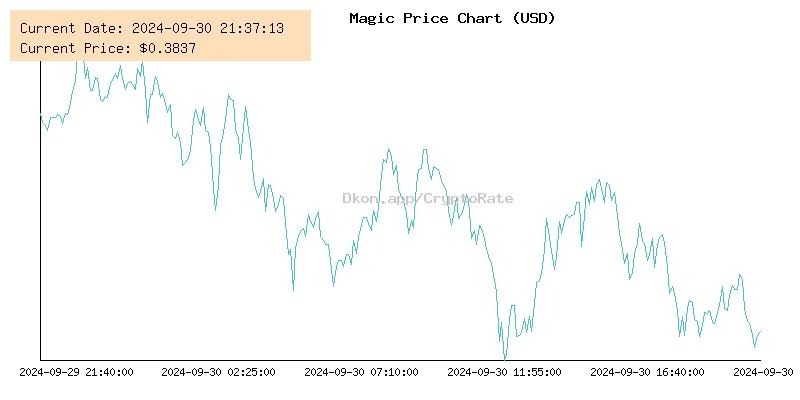 Magic Price Chart (USD)
Current Date: 2024-09-30 21:37:13
Current Price: $0.3837
Dkon.app/CryptoRate
2024-09-29 21:40:00 2024-09-30 02:25:00 2024-09-30 07:10:00 2024-09-30 11:55:00 2024-09-30 16:40:00 2024-09-30